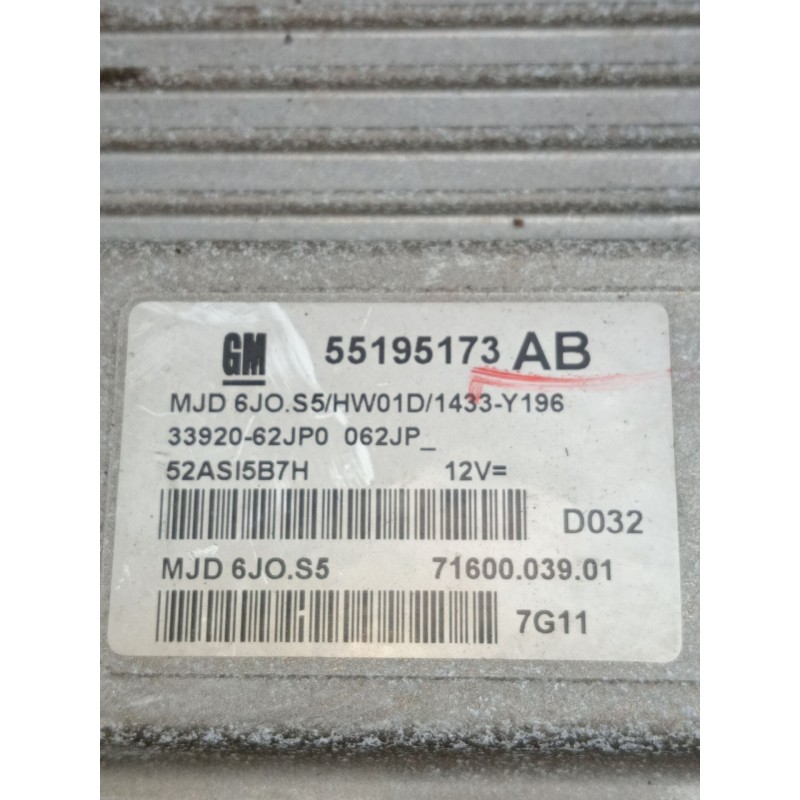 GM 55195173 AB
MJD 6JO.S5/HW01D/1433-Y196
33920-62JP0 062JP_
52ASI5B7H 12V=
D032
MJD 6JO.S5 71600.039.01
7G11